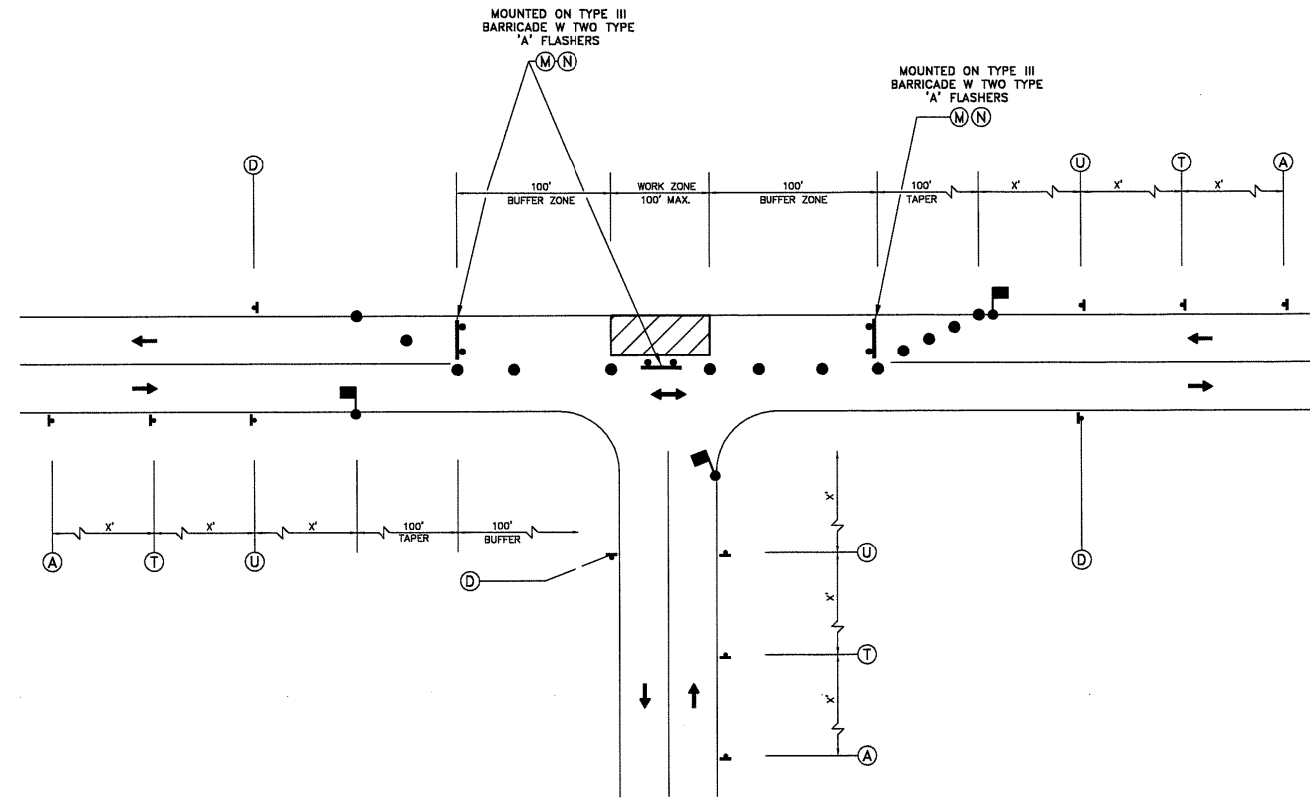 MOUNTED ON TYPE III
BARRICADE W TWO TYPE
'A' FLASHERS
M N
MOUNTED ON TYPE III
BARRICADE W TWO TYPE
'A' FLASHERS
M N
D
U
T
A
100'
BUFFER ZONE
WORK ZONE
100' MAX.
100'
BUFFER ZONE
100'
TAPER
X'
X'
X'
X'
X'
X'
100'
TAPER
100'
BUFFER
A
T
U
D
X'
U
X'
T
X'
A
D